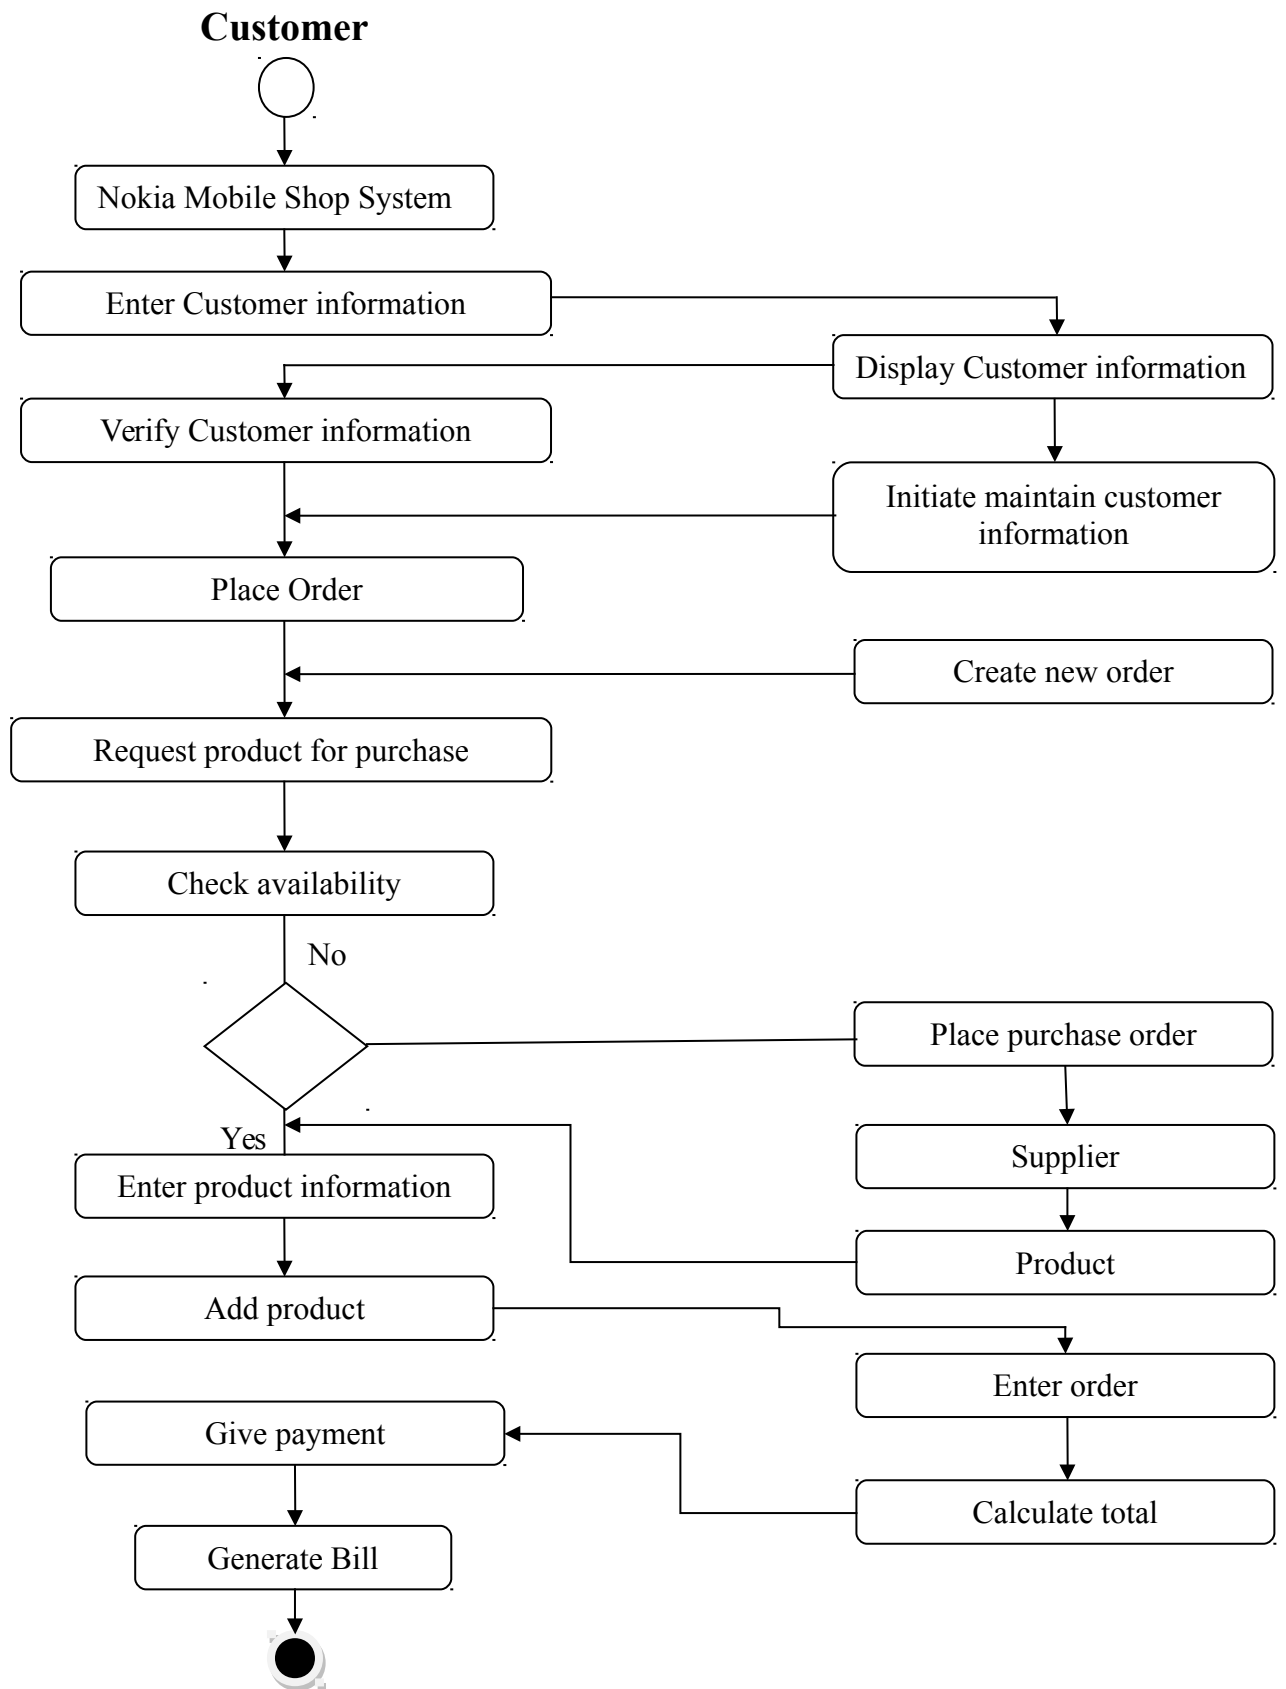 Customer
Nokia Mobile Shop System
Enter Customer information
Display Customer information
Verify Customer information
Initiate maintain customer
information
Place Order
Create new order
Request product for purchase
Check availability
No
Place purchase order
Yes
Supplier
Enter product information
Product
Add product
Enter order
Give payment
Calculate total
Generate Bill